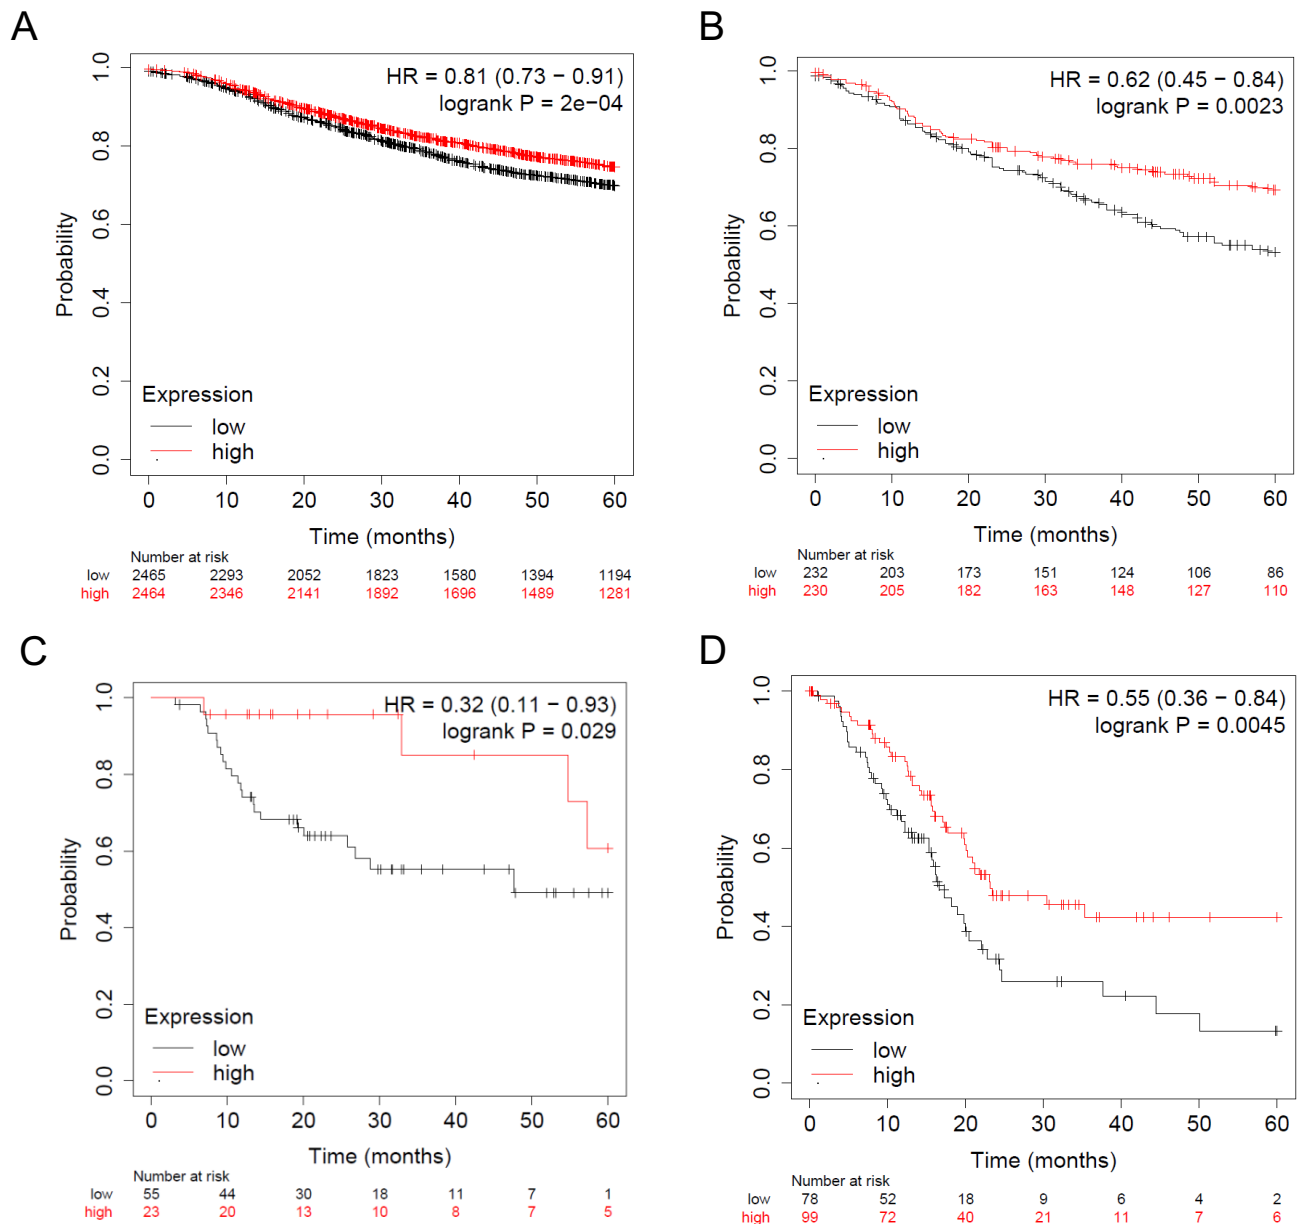 A
HR = 0.81 (0.73 − 0.91)
logrank P = 2e−04
Probability
0.0 0.2 0.4 0.6 0.8 1.0
Expression
low
high
0 10 20 30 40 50 60
Time (months)
Number at risk
low 2465 2293 2052 1823 1580 1394 1194
high 2464 2346 2141 1892 1696 1489 1281
B
HR = 0.62 (0.45 − 0.84)
logrank P = 0.0023
Probability
0.0 0.2 0.4 0.6 0.8 1.0
Expression
low
high
0 10 20 30 40 50 60
Time (months)
Number at risk
low 232 203 173 151 124 106 86
high 230 205 182 163 148 127 110
C
HR = 0.32 (0.11 − 0.93)
logrank P = 0.029
Probability
0.0 0.2 0.4 0.6 0.8 1.0
Expression
low
high
0 10 20 30 40 50 60
Time (months)
Number at risk
low 55 44 30 18 11 7 1
high 23 20 13 10 8 7 5
D
HR = 0.55 (0.36 − 0.84)
logrank P = 0.0045
Probability
0.0 0.2 0.4 0.6 0.8 1.0
Expression
low
high
0 10 20 30 40 50 60
Time (months)
Number at risk
low 78 52 18 9 6 4 2
high 99 72 40 21 11 7 6